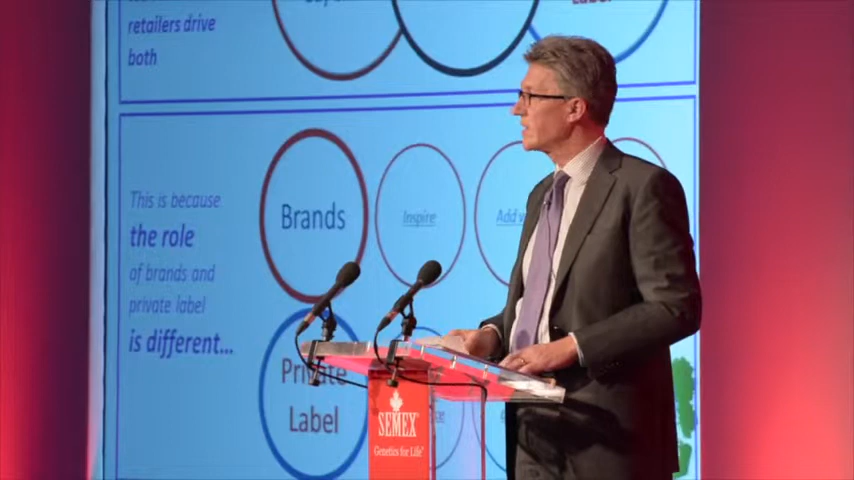 retailers drive
both
This is because
the role
of brands and
private label
is different...
Brands
Inspire
Add
Private
Label
SEMEX
Genetics for Life